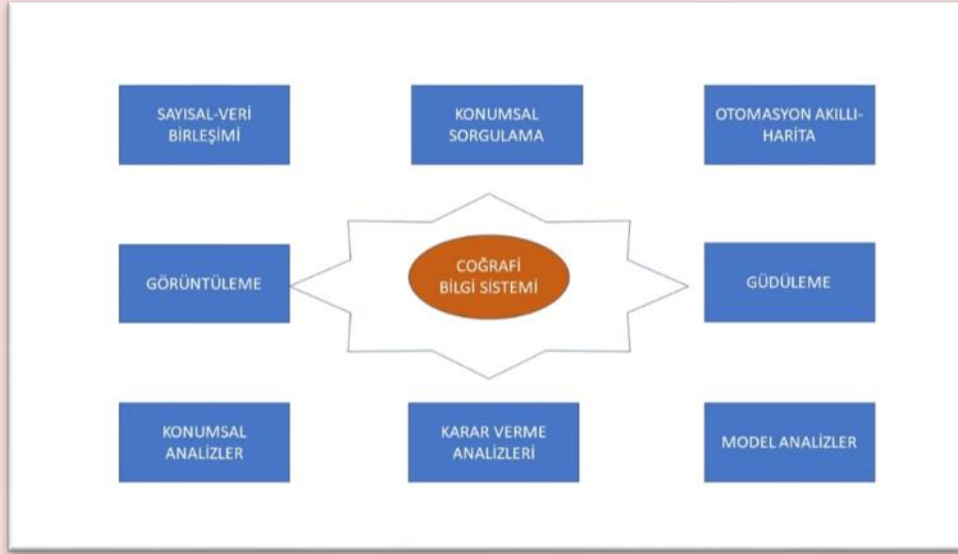 SAYISAL-VERİ
BİRLEŞİMİ
KONUMSAL
SORGULAMA
OTOMASYON AKILLI-
HARİTA
GÖRÜNTÜLEME
COĞRAFİ
BİLGİ SİSTEMİ
GÜDÜLEME
KONUMSAL
ANALİZLER
KARAR VERME
ANALİZLERİ
MODEL ANALİZLER